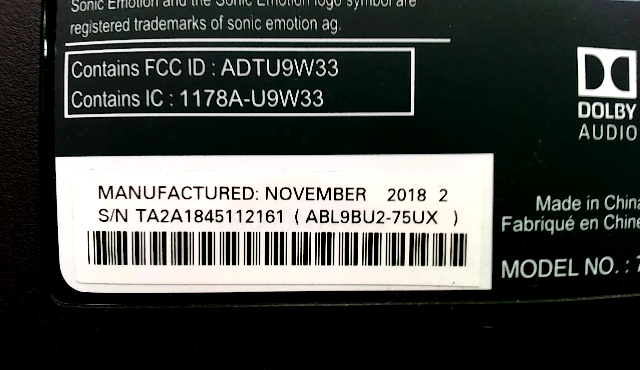 Sonic Emotion and the Sonic Emotion logo symbol are
registered trademarks of sonic emotion ag.
Contains FCC ID : ADTU9W33
Contains IC : 1178A-U9W33
DOLBY
AUDIO
MANUFACTURED: NOVEMBER 2018 2
S/N TA2A1845112161 ( ABL9BU2-75UX )
Made in China
Fabriqué en Chine
MODEL NO. : 7